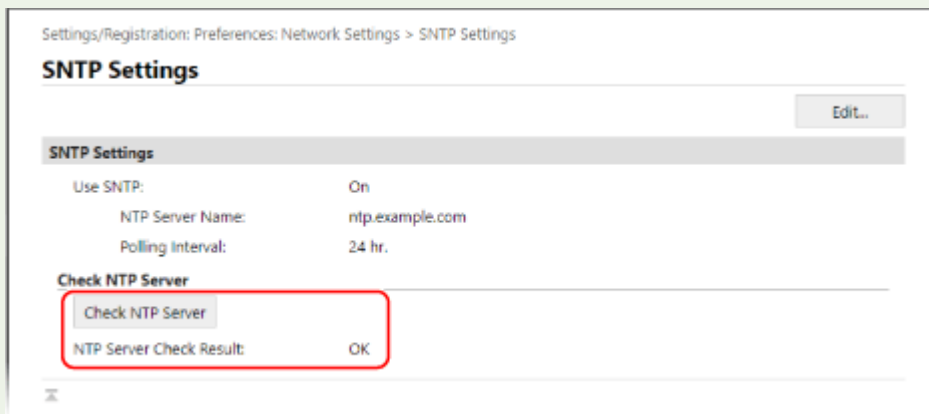 Settings/Registration: Preferences: Network Settings > SNTP Settings
SNTP Settings
Edit...
SNTP Settings
Use SNTP: On
NTP Server Name: ntp.example.com
Polling Interval: 24 hr.
Check NTP Server
Check NTP Server
NTP Server Check Result: OK